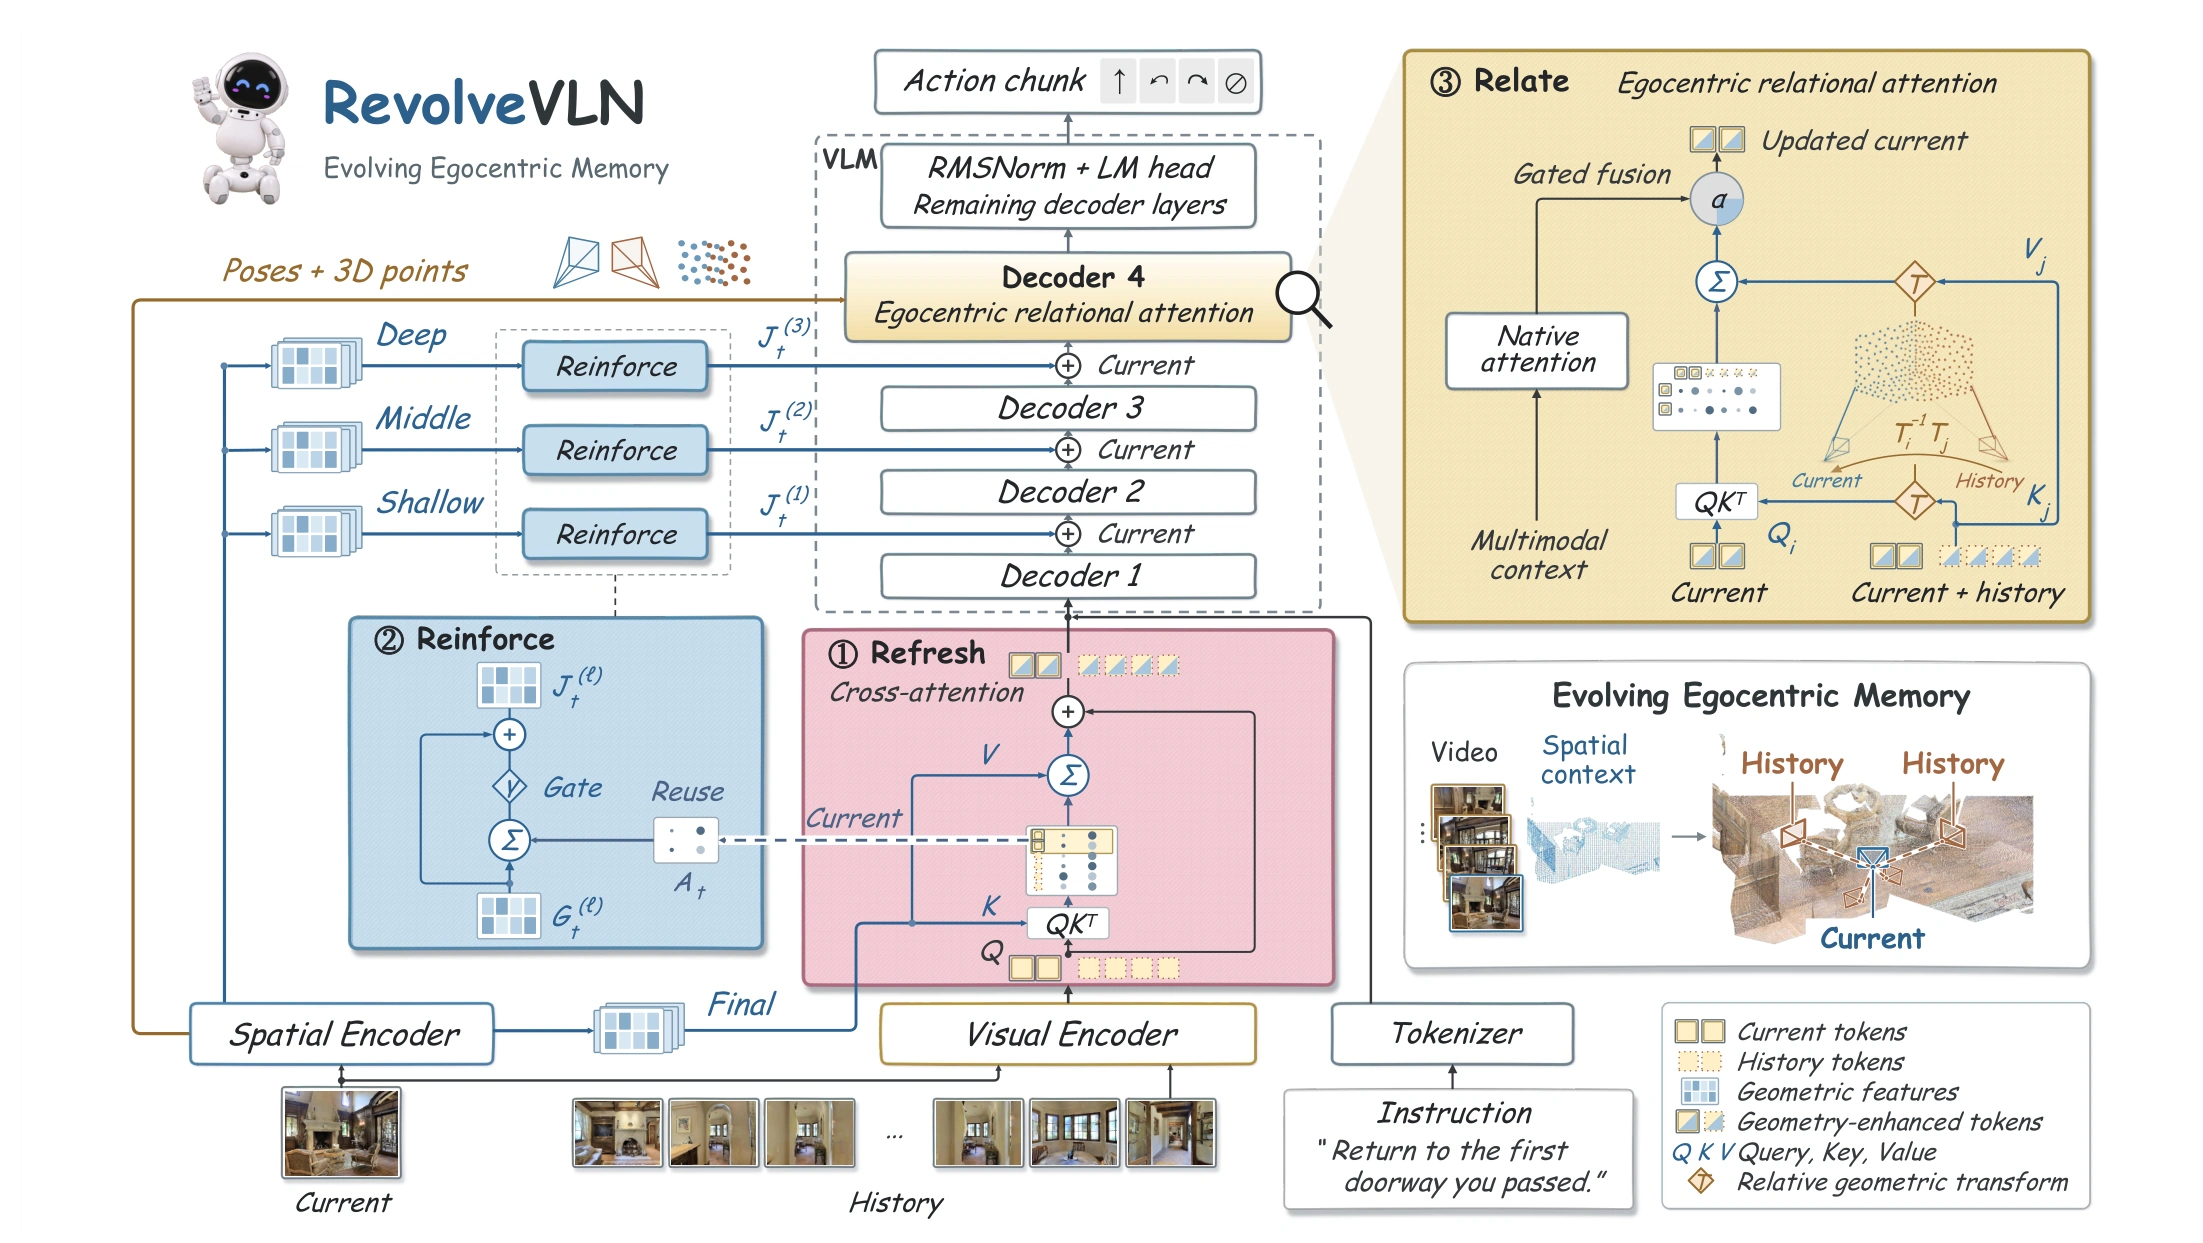 RevolveVLN
Evolving Egocentric Memory
Action chunk
VLM
RMSNorm + LM head
Remaining decoder layers
Decoder 4
Egocentric relational attention
Poses + 3D points
Deep
Reinforce
J_t^(3)
Current
Decoder 3
Middle
Reinforce
J_t^(2)
Current
Decoder 2
Shallow
Reinforce
J_t^(1)
Current
Decoder 1
③ Relate
Egocentric relational attention
Updated current
Gated fusion
α
Σ
T
V_j
Native
attention
T_i^-1 T_j
Current
History
QK^T
Q_i
T
K_j
Multimodal
context
Current
Current + history
② Reinforce
J_t^(ℓ)
+
γ
Gate
Σ
Reuse
A_t
G_t^(ℓ)
① Refresh
Cross-attention
+
V
Σ
Current
K
QK^T
Q
Evolving Egocentric Memory
Video
Spatial
context
History
History
Current
Spatial Encoder
Final
Visual Encoder
Tokenizer
Current
...
History
Instruction
"Return to the first
doorway you passed."
Current tokens
History tokens
Geometric features
Geometry-enhanced tokens
Q K V Query, Key, Value
T Relative geometric transform